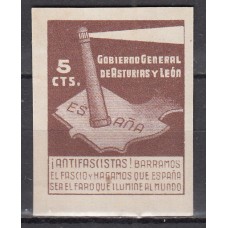 GOBIERNO GENERAL
DE ASTURIAS Y LEÓN
5
CTS.
ESPAÑA
¡ANTIFASCISTAS! BARRAMOS
EL FASCIO Y HAGAMOS QUE ESPAÑA
SEA EL FARO QUE ILUMINE AL MUNDO